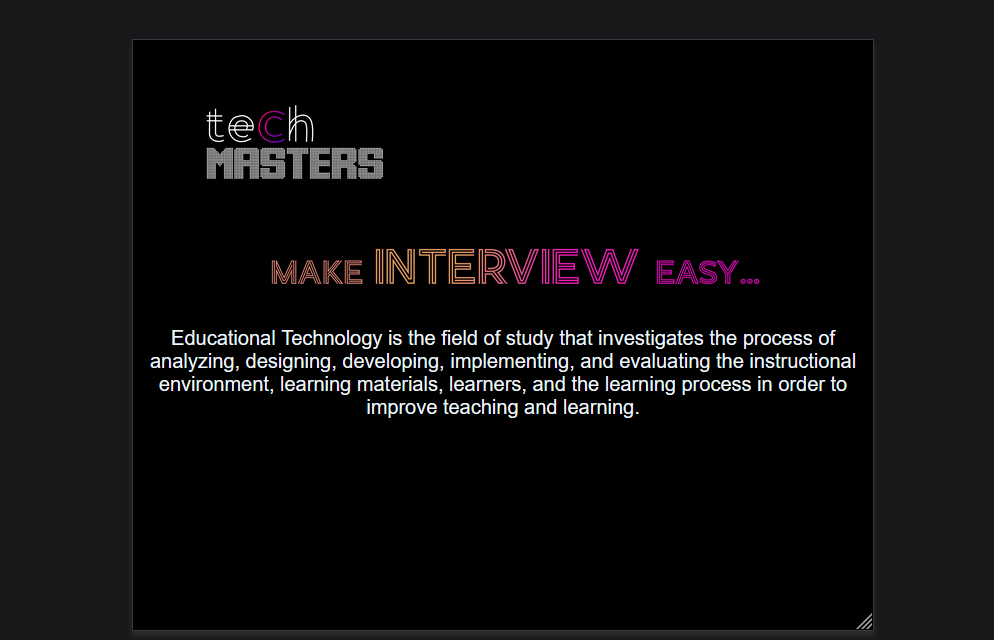 tech
MASTERS
MAKE INTERVIEW EASY...
Educational Technology is the field of study that investigates the process of
analyzing, designing, developing, implementing, and evaluating the instructional
environment, learning materials, learners, and the learning process in order to
improve teaching and learning.